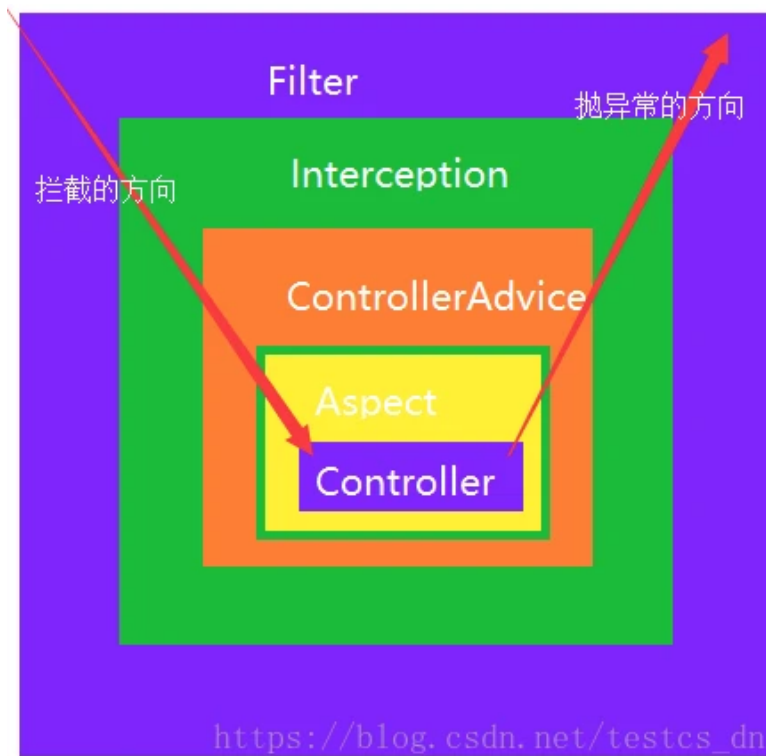 Filter
抛异常的方向
Interception
拦截的方向
ControllerAdvice
Aspect
Controller
https://blog.csdn.net/testcs_dn